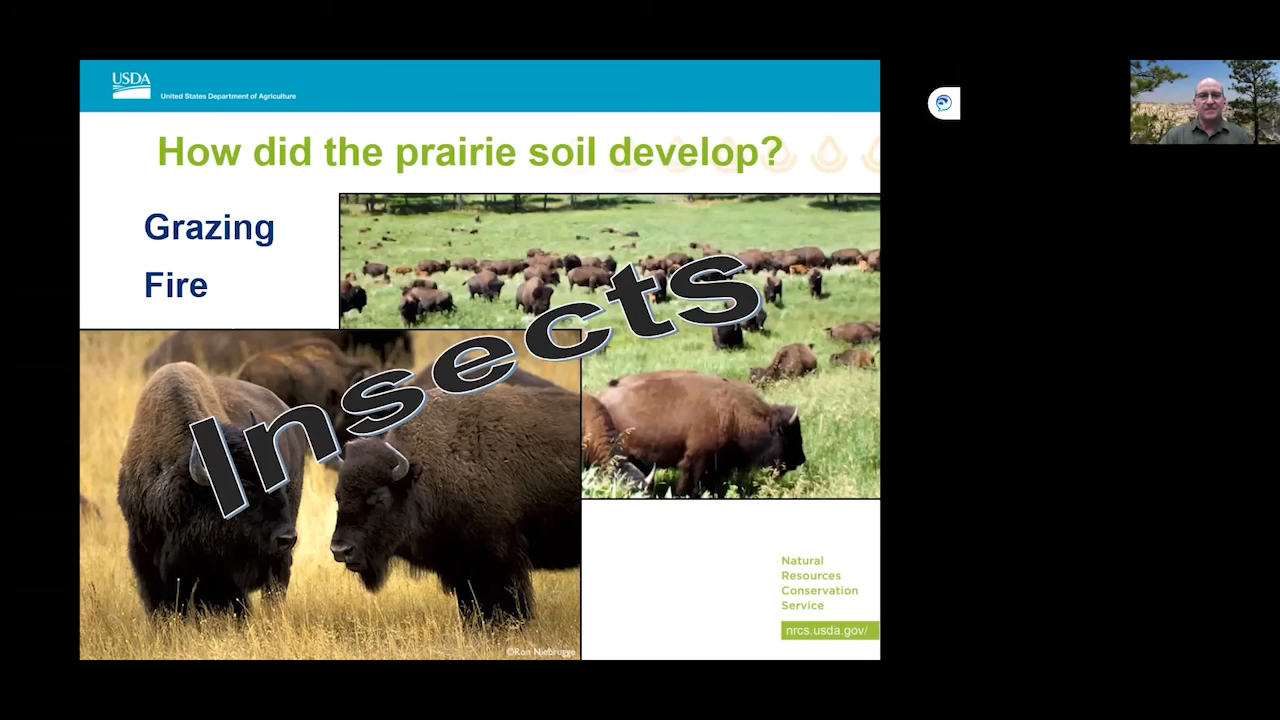 USDA
United States Department of Agriculture
How did the prairie soil develop?
Grazing
Fire
Insects
Natural
Resources
Conservation
Service
nrcs.usda.gov/
©Ron Niebrugge